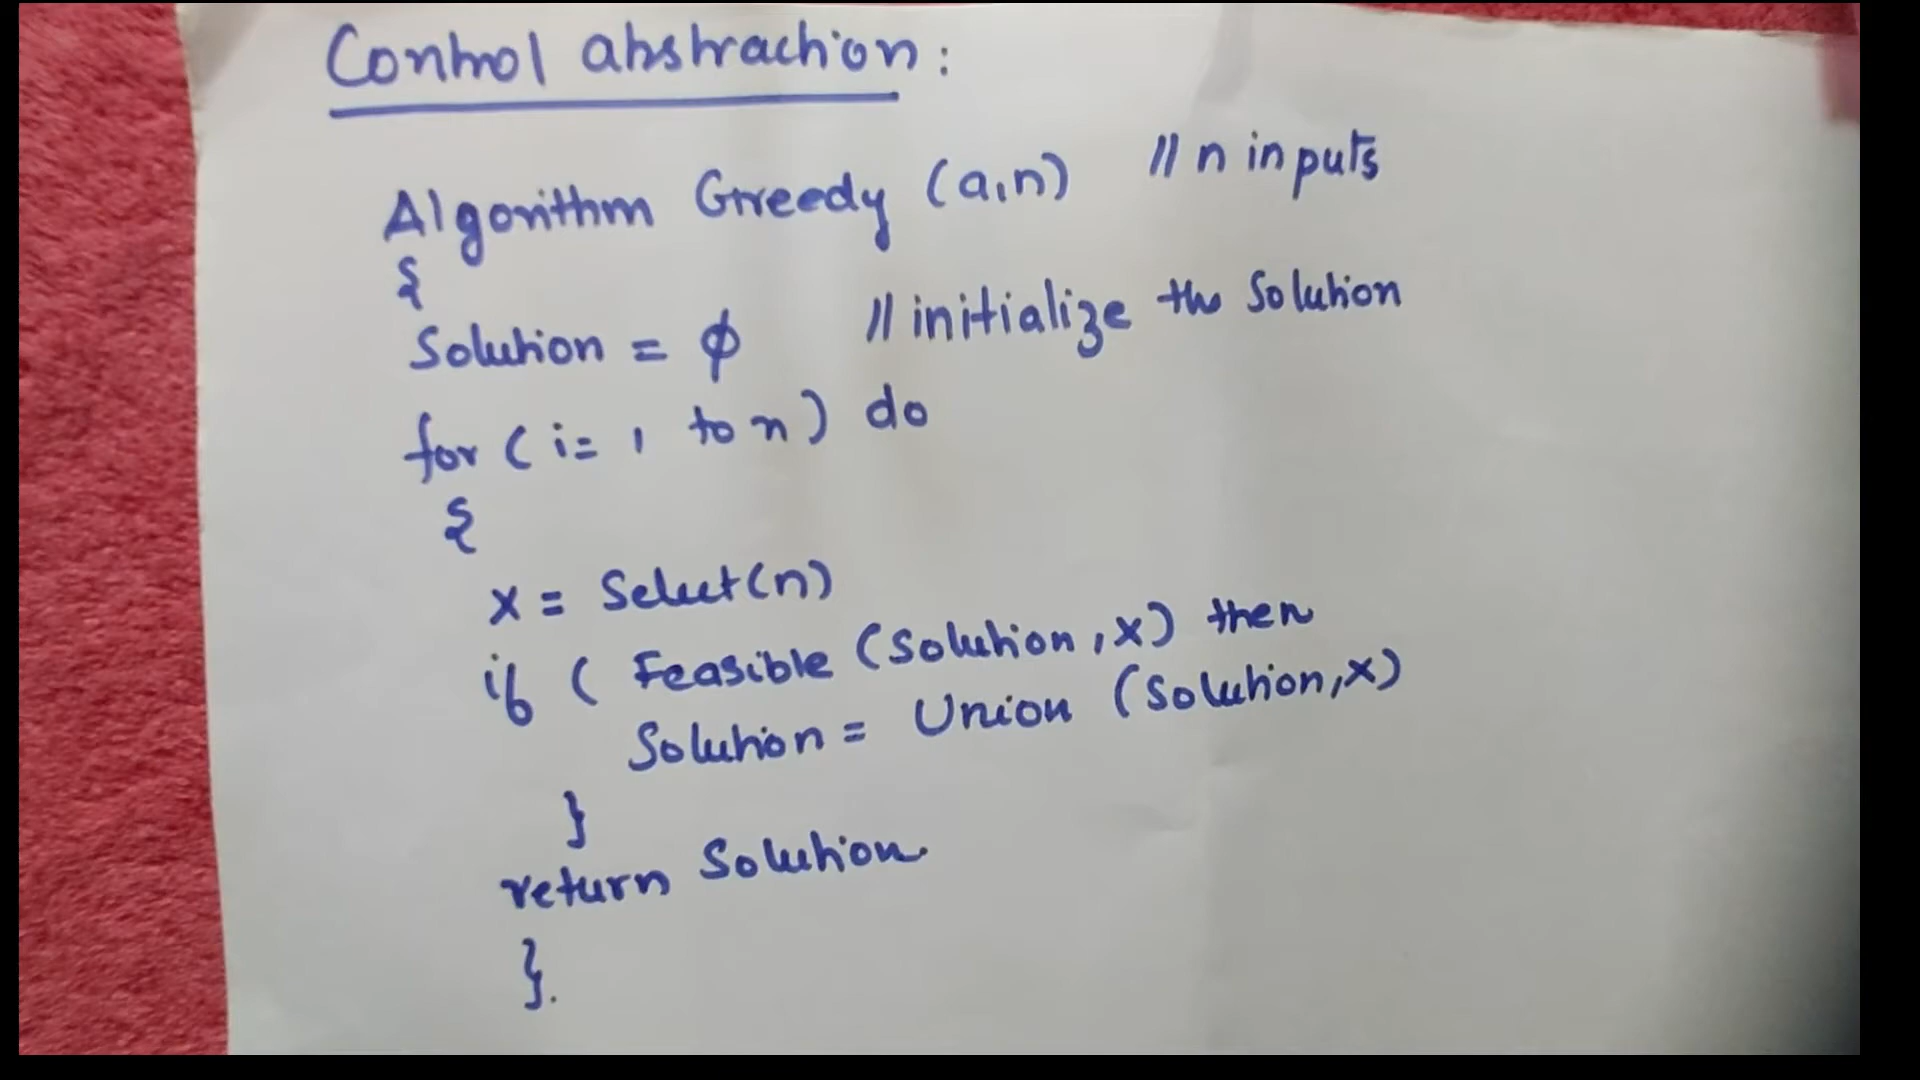 Control abstraction:
Algorithm Greedy (a,n) // n inputs
{
Solution = ϕ // initialize the Solution
for (i= 1 to n) do
{
x = Select(n)
if ( Feasible (Solution, x) then
Solution = Union (Solution,x)
}
return Solution
}.